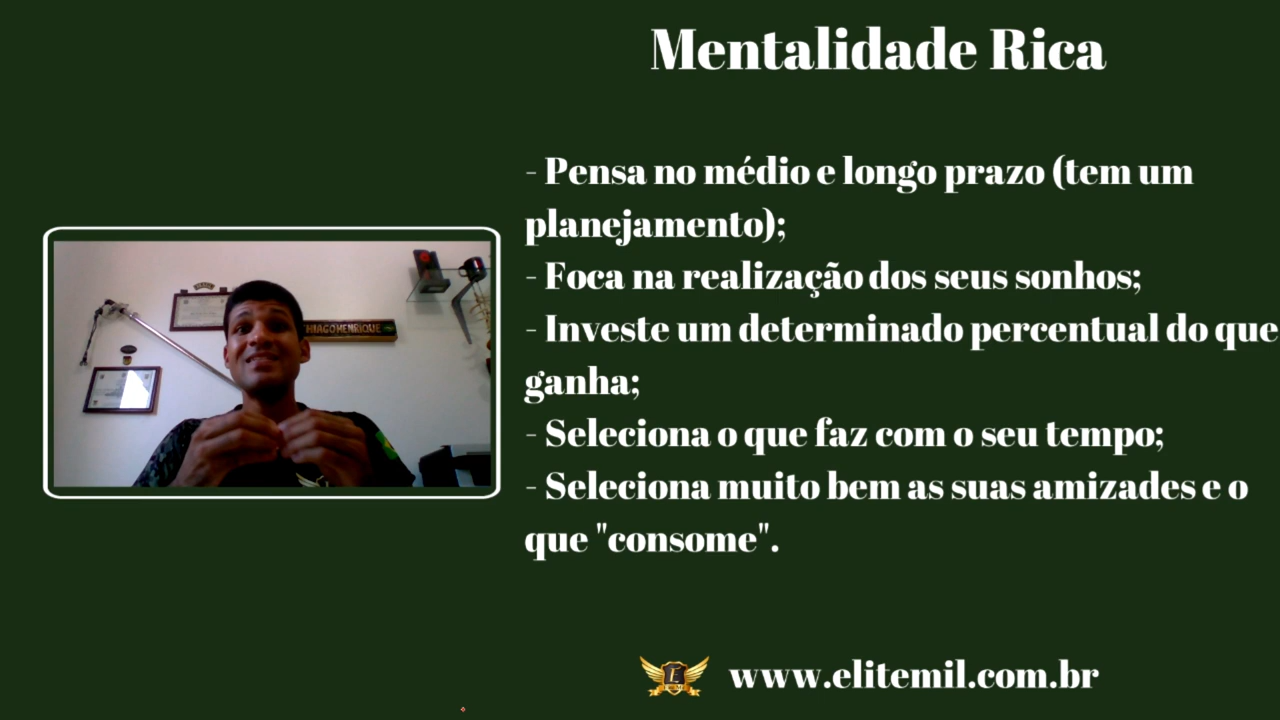 Mentalidade Rica
- Pensa no médio e longo prazo (tem um
planejamento);
- Foca na realização dos seus sonhos;
- Investe um determinado percentual do que
ganha;
- Seleciona o que faz com o seu tempo;
- Seleciona muito bem as suas amizades e o
que "consome".
THIAGO HENRIQUE
www.elitemil.com.br